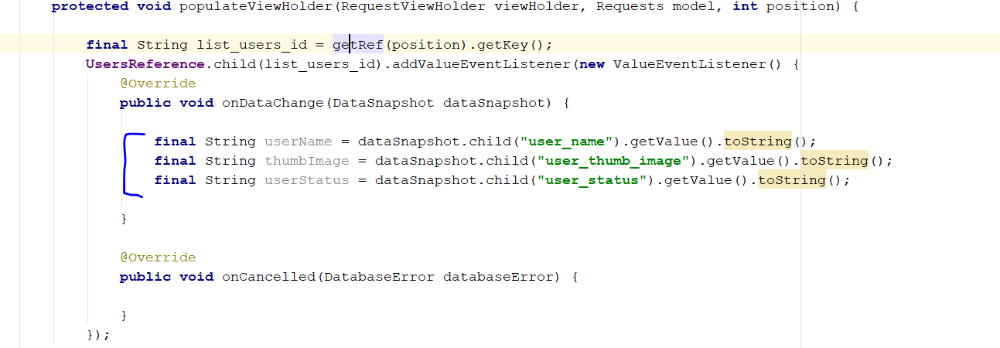 protected void populateViewHolder(RequestViewHolder viewHolder, Requests model, int position) {
final String list_users_id = getRef(position).getKey();
UsersReference.child(list_users_id).addValueEventListener(new ValueEventListener() {
@Override
public void onDataChange(DataSnapshot dataSnapshot) {
final String userName = dataSnapshot.child("user_name").getValue().toString();
final String thumbImage = dataSnapshot.child("user_thumb_image").getValue().toString();
final String userStatus = dataSnapshot.child("user_status").getValue().toString();
}
@Override
public void onCancelled(DatabaseError databaseError) {
}
});